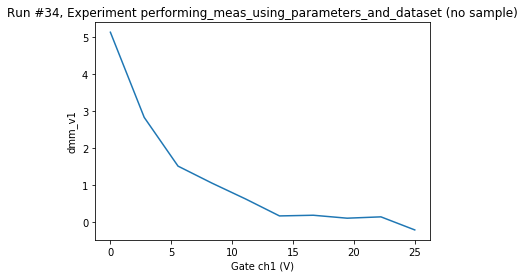 Run #34, Experiment performing_meas_using_parameters_and_dataset (no sample)
5
4
3
2
1
0
dmm_v1
0 5 10 15 20 25
Gate ch1 (V)